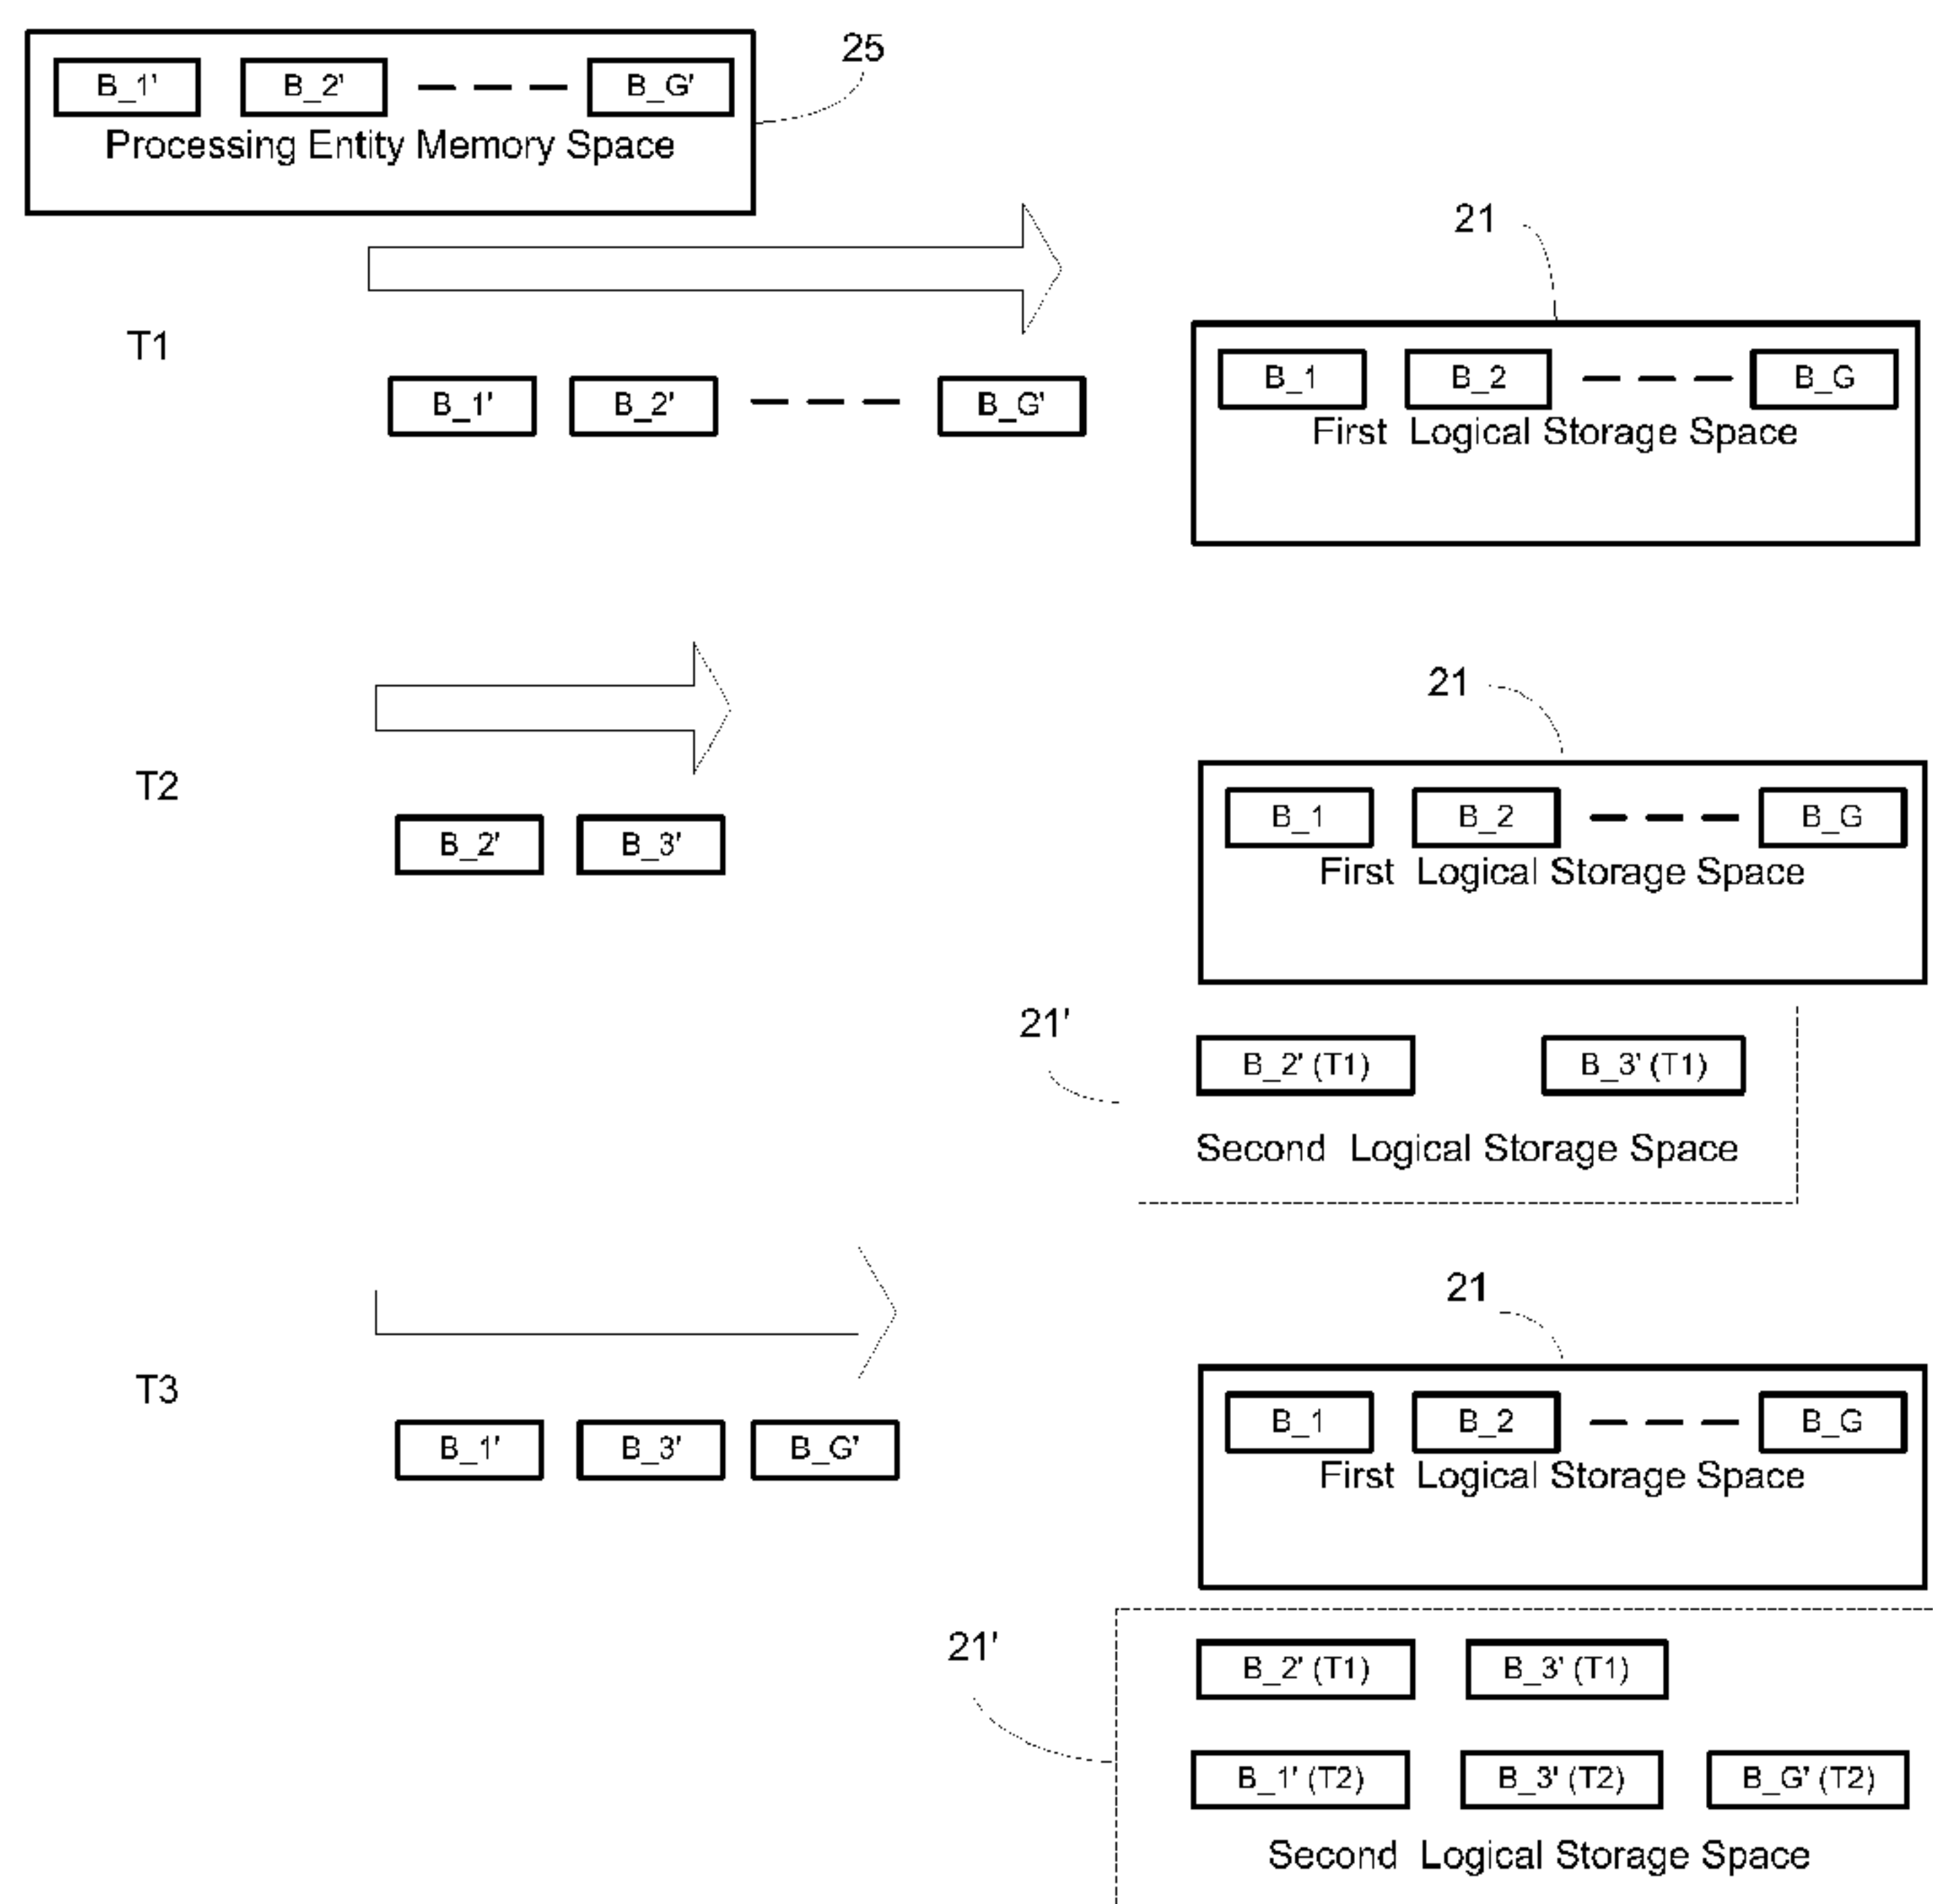 B_1' B_2' B_G'
Processing Entity Memory Space
25
T1
B_1' B_2' B_G'
21
B_1 B_2 B_G
First Logical Storage Space
T2
B_2' B_3'
21
B_1 B_2 B_G
First Logical Storage Space
21'
B_2' (T1) B_3' (T1)
Second Logical Storage Space
T3
B_1' B_3' B_G'
21
B_1 B_2 B_G
First Logical Storage Space
21'
B_2' (T1) B_3' (T1)
B_1' (T2) B_3' (T2) B_G' (T2)
Second Logical Storage Space